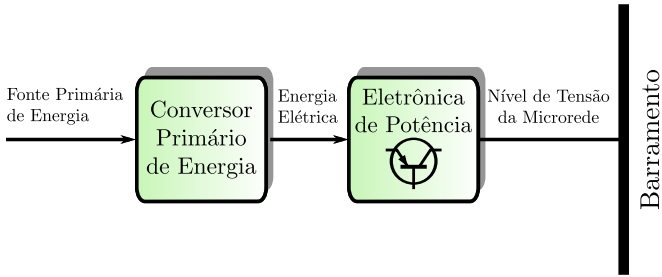 Fonte Primária
de Energia
Conversor
Primário
de Energia
Energia
Elétrica
Eletrônica
de Potência
Nível de Tensão
da Microrede
Barramento